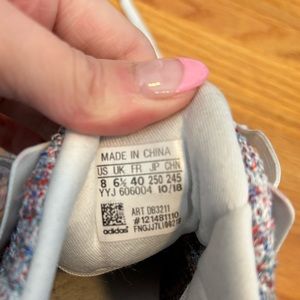 MADE IN CHINA
US UK FR JP CHN
8 6½ 40 250 245
YYJ 606004 10/18
ART DB3211
#121481110
adidas